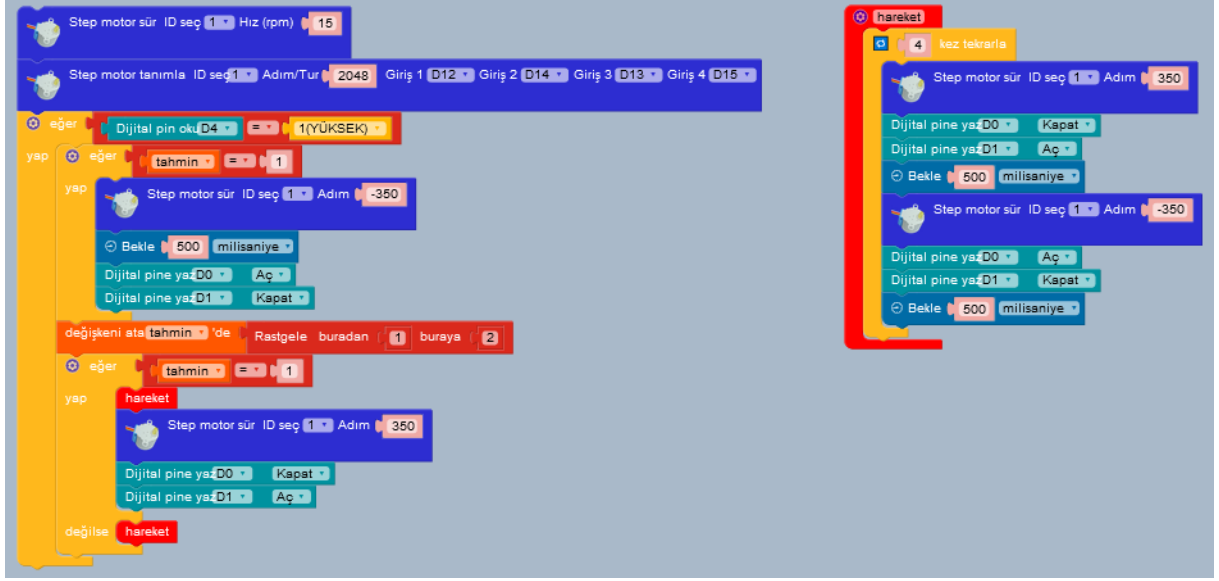 Step motor sür ID seç 1 Hız (rpm) 15
Step motor tanımla ID seç 1 Adım/Tur 2048 Giriş 1 D12 Giriş 2 D14 Giriş 3 D13 Giriş 4 D15
eğer Dijital pin oku D4 = 1(YÜKSEK)
yap eğer tahmin = 1
yap Step motor sür ID seç 1 Adım -350
Bekle 500 milisaniye
Dijital pine yaz D0 Aç
Dijital pine yaz D1 Kapat
değişkeni ata tahmin 'de Rastgele buradan 1 buraya 2
eğer tahmin = 1
yap hareket
Step motor sür ID seç 1 Adım 350
Dijital pine yaz D0 Kapat
Dijital pine yaz D1 Aç
değilse hareket
hareket
4 kez tekrarla
Step motor sür ID seç 1 Adım 350
Dijital pine yaz D0 Kapat
Dijital pine yaz D1 Aç
Bekle 500 milisaniye
Step motor sür ID seç 1 Adım -350
Dijital pine yaz D0 Aç
Dijital pine yaz D1 Kapat
Bekle 500 milisaniye